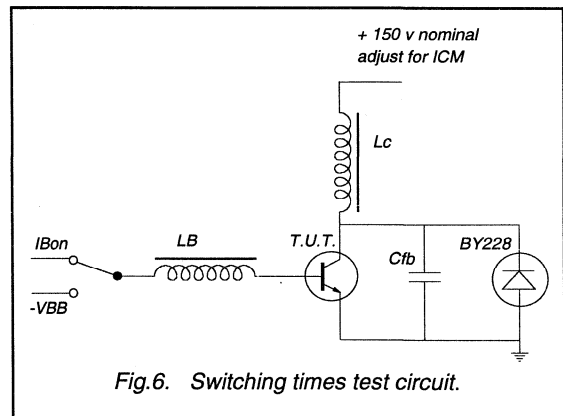 + 150 v nominal
adjust for ICM
Lc
IBon
LB
T.U.T.
Cfb
BY228
-VBB
Fig.6. Switching times test circuit.